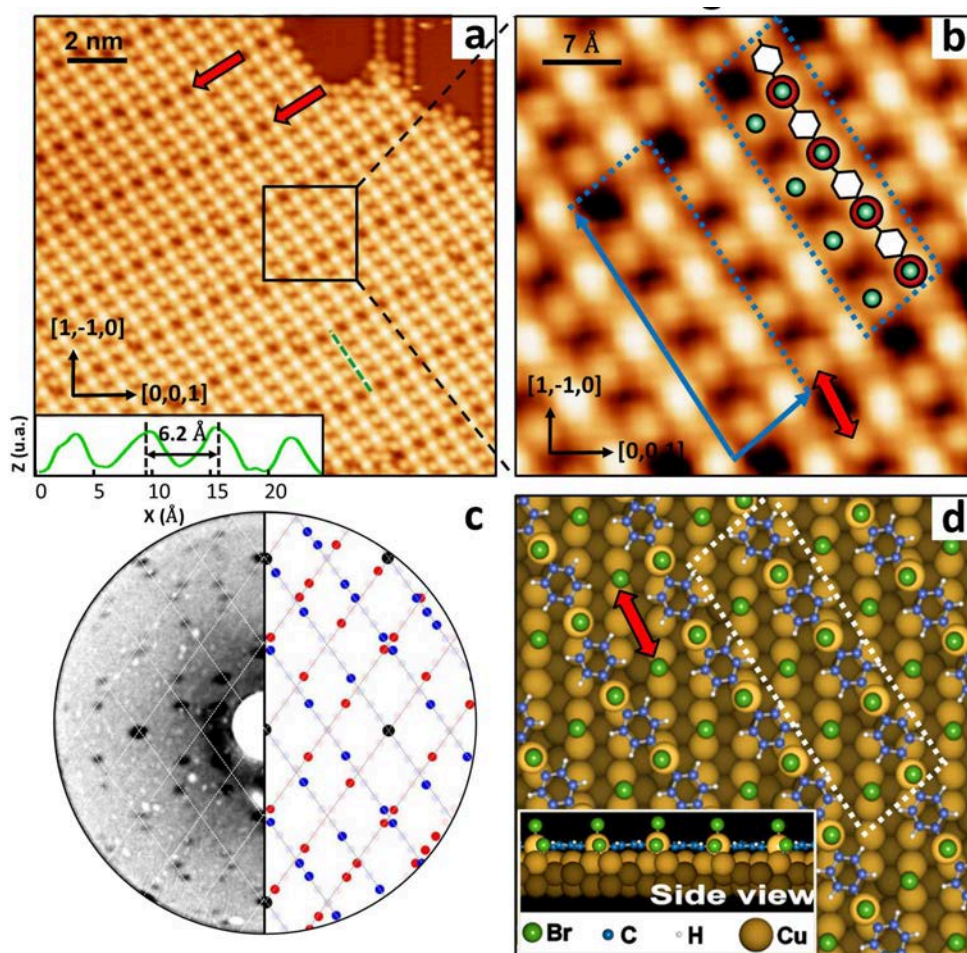 2 nm
a
[1,-1,0]
[0,0,1]
Z (u.a.)
6.2 Å
0 5 10 15 20
X (Å)
b
7 Å
[1,-1,0]
[0,0,1]
c
d
Side view
Br C H Cu